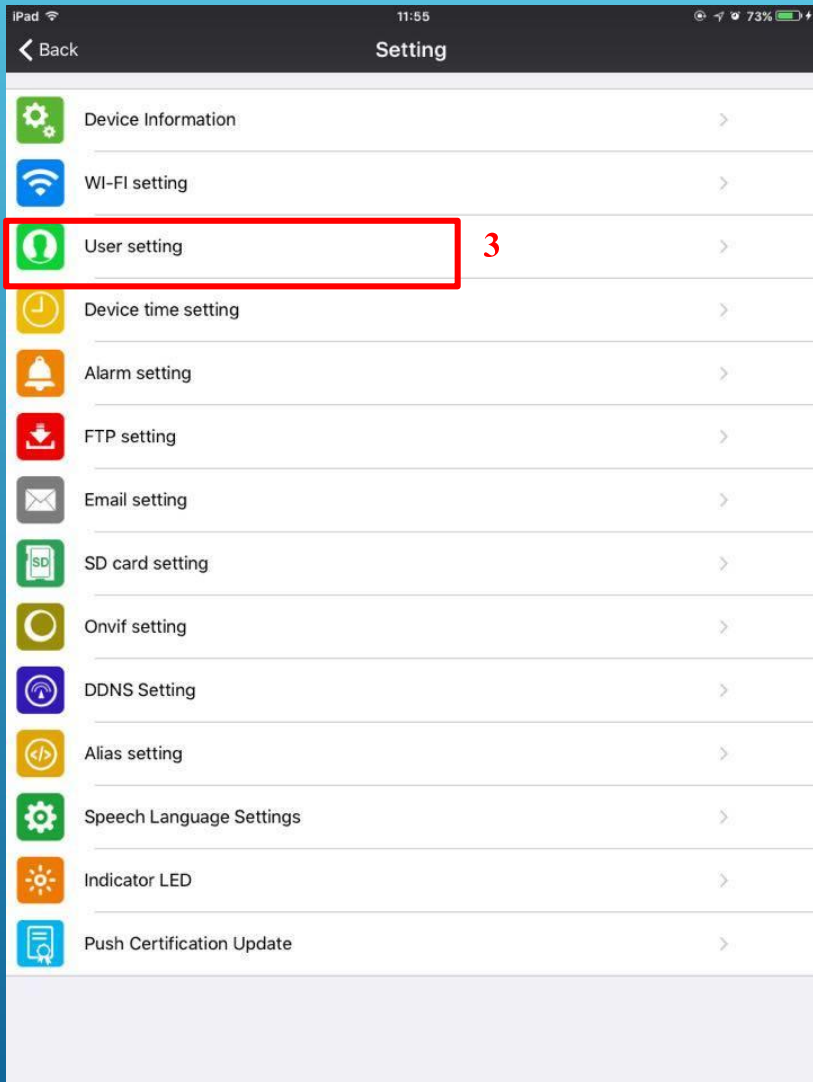 iPad 11:55 73%
Back Setting
Device Information
WI-FI setting
User setting 3
Device time setting
Alarm setting
FTP setting
Email setting
SD SD card setting
Onvif setting
DDNS Setting
</> Alias setting
Speech Language Settings
Indicator LED
Push Certification Update